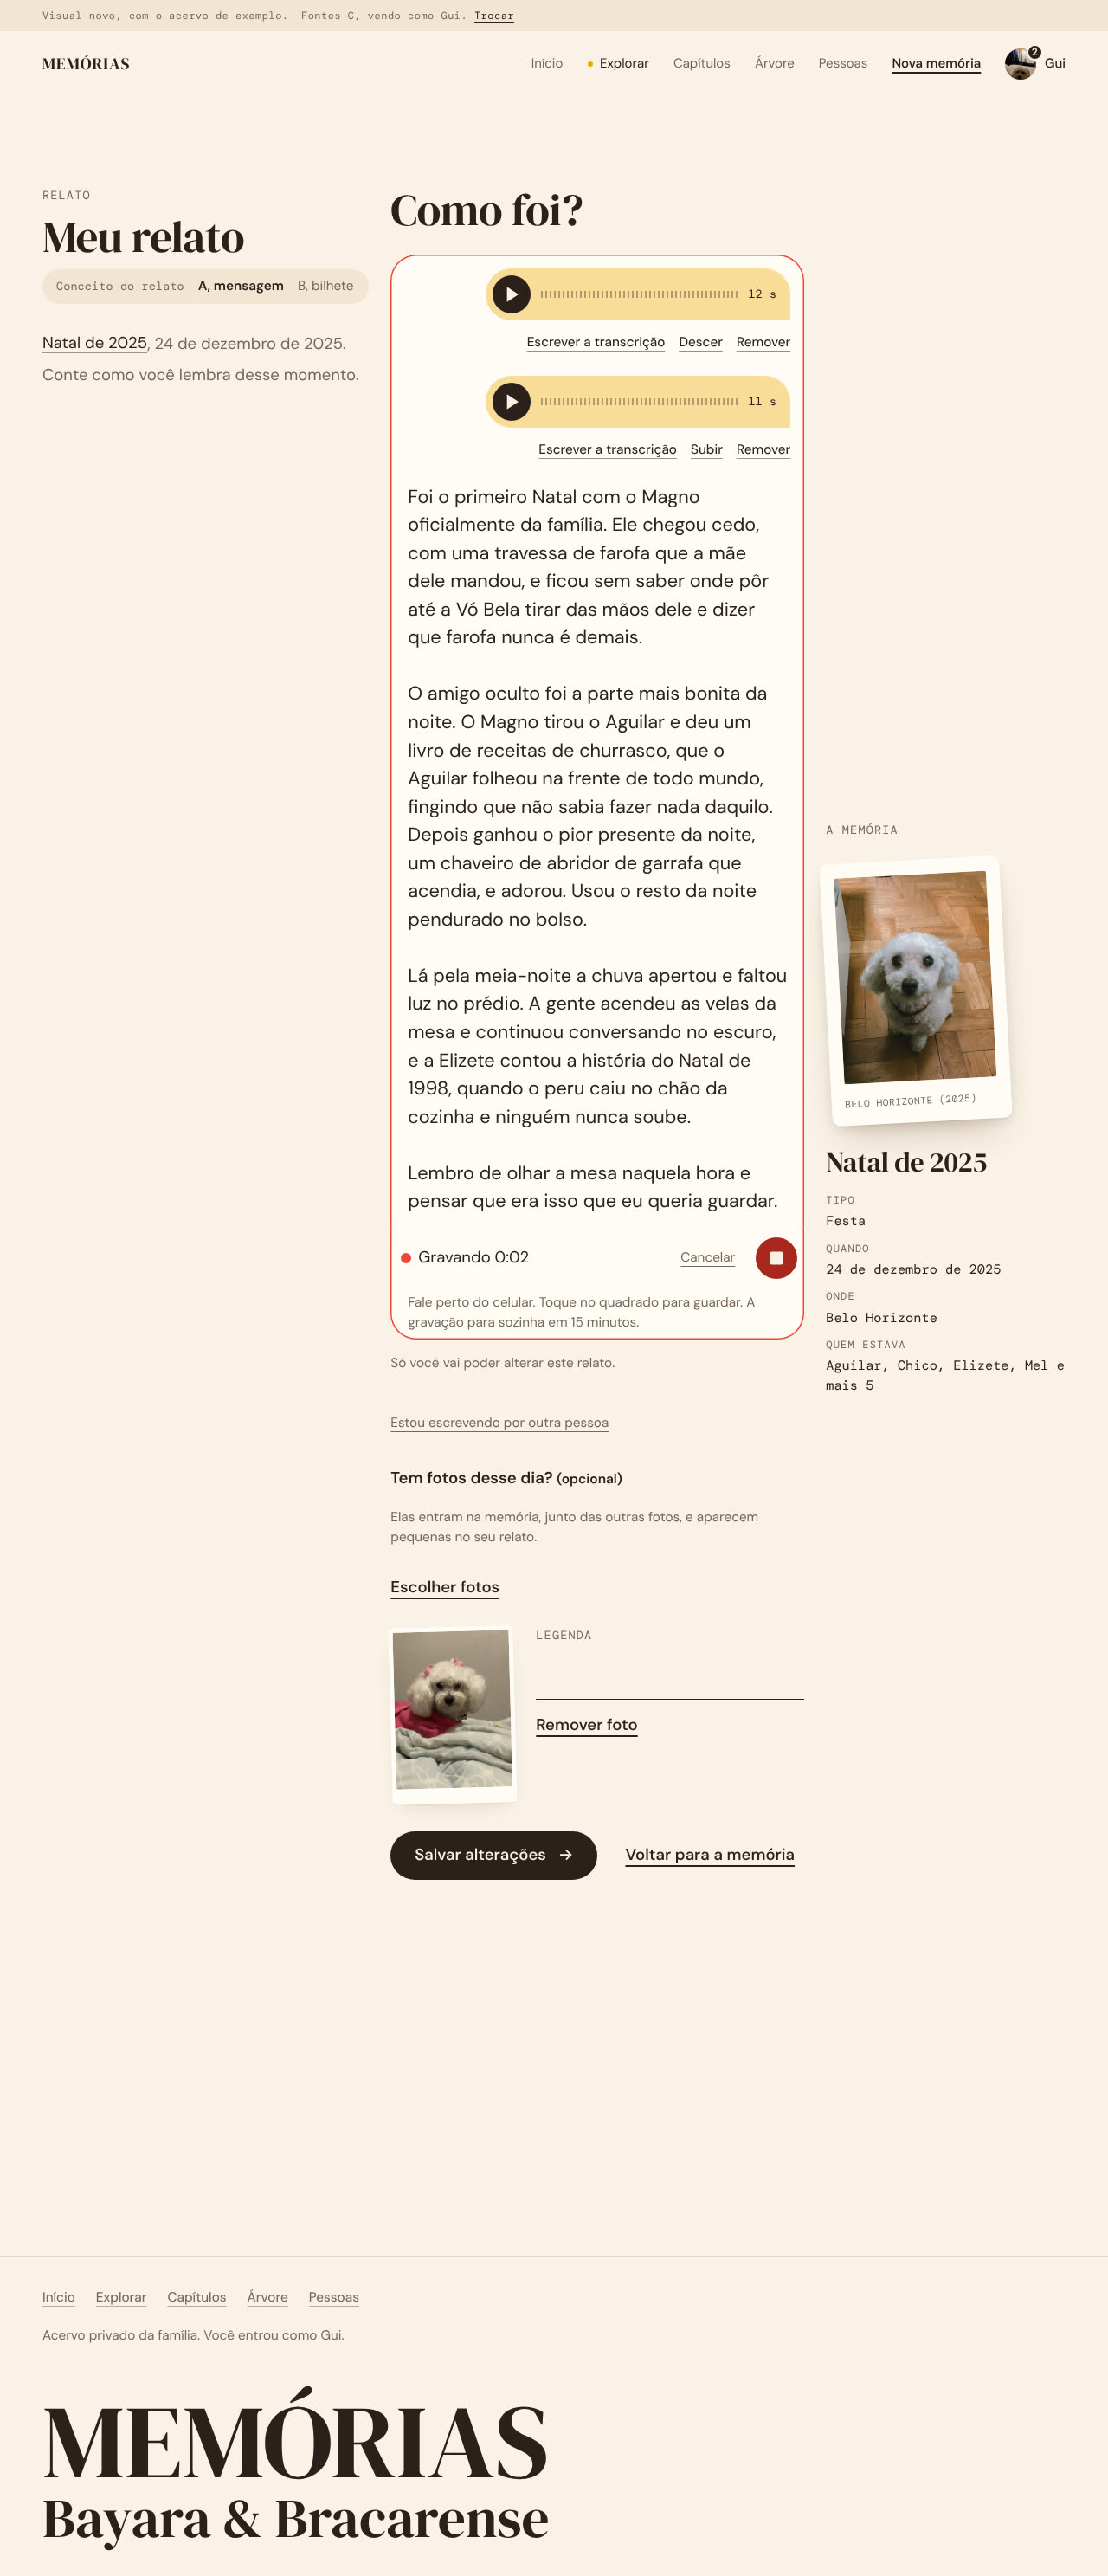 Visual novo, com o acervo de exemplo. Fontes C, vendo como Gui. Trocar
MEMÓRIAS
Início
Explorar
Capítulos
Árvore
Pessoas
Nova memória
2
Gui
RELATO
Meu relato
Conceito do relato A, mensagem B, bilhete
Natal de 2025, 24 de dezembro de 2025.
Conte como você lembra desse momento.
Como foi?
12 s
Escrever a transcrição Descer Remover
11 s
Escrever a transcrição Subir Remover
Foi o primeiro Natal com o Magno
oficialmente da família. Ele chegou cedo,
com uma travessa de farofa que a mãe
dele mandou, e ficou sem saber onde pôr
até a Vó Bela tirar das mãos dele e dizer
que farofa nunca é demais.
O amigo oculto foi a parte mais bonita da
noite. O Magno tirou o Aguilar e deu um
livro de receitas de churrasco, que o
Aguilar folheou na frente de todo mundo,
fingindo que não sabia fazer nada daquilo.
Depois ganhou o pior presente da noite,
um chaveiro de abridor de garrafa que
acendia, e adorou. Usou o resto da noite
pendurado no bolso.
Lá pela meia-noite a chuva apertou e faltou
luz no prédio. A gente acendeu as velas da
mesa e continuou conversando no escuro,
e a Elizete contou a história do Natal de
1998, quando o peru caiu no chão da
cozinha e ninguém nunca soube.
Lembro de olhar a mesa naquela hora e
pensar que era isso que eu queria guardar.
Gravando 0:02
Cancelar
Fale perto do celular. Toque no quadrado para guardar. A
gravação para sozinha em 15 minutos.
Só você vai poder alterar este relato.
Estou escrevendo por outra pessoa
Tem fotos desse dia? (opcional)
Elas entram na memória, junto das outras fotos, e aparecem
pequenas no seu relato.
Escolher fotos
LEGENDA
Remover foto
Salvar alterações →
Voltar para a memória
A MEMÓRIA
BELO HORIZONTE (2025)
Natal de 2025
TIPO
Festa
QUANDO
24 de dezembro de 2025
ONDE
Belo Horizonte
QUEM ESTAVA
Aguilar, Chico, Elizete, Mel e
mais 5
Início Explorar Capítulos Árvore Pessoas
Acervo privado da família. Você entrou como Gui.
MEMÓRIAS
Bayara & Bracarense